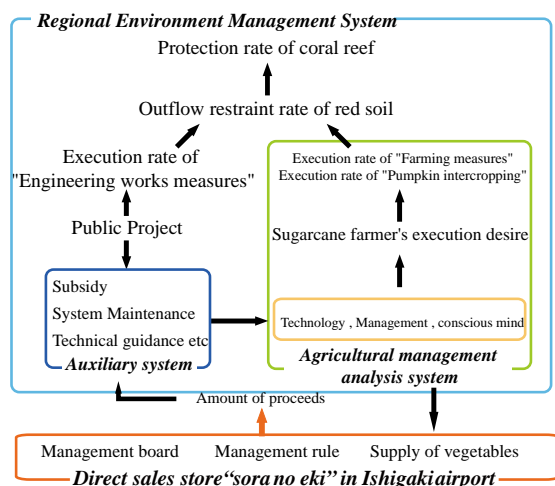 Regional Environment Management System
Protection rate of coral reef
Outflow restraint rate of red soil
Execution rate of
"Engineering works measures"
Public Project
Subsidy
System Maintenance
Technical guidance etc
Auxiliary system
Execution rate of "Farming measures"
Execution rate of "Pumpkin intercropping"
Sugarcane farmer's execution desire
Technology , Management , conscious mind
Agricultural management
analysis system
Amount of proceeds
Management board Management rule Supply of vegetables
Direct sales store“sora no eki” in Ishigaki airport